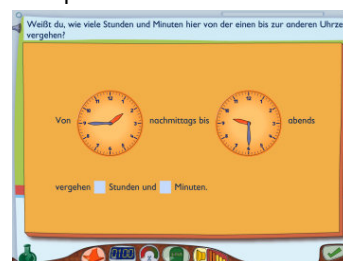 Weißt du, wie viele Stunden und Minuten hier von der einen bis zur anderen Uhrze
vergehen?
Von nachmittags bis abends
vergehen Stunden und Minuten.